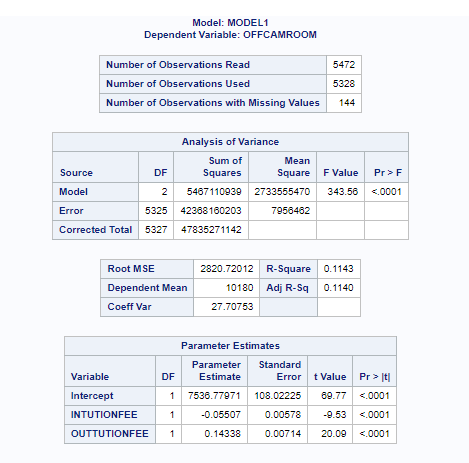 Model: MODEL1
Dependent Variable: OFFCAMROOM
Number of Observations Read 5472
Number of Observations Used 5328
Number of Observations with Missing Values 144
Analysis of Variance
Source DF Sum of Squares Mean Square F Value Pr > F
Model 2 5467110939 2733555470 343.56 <.0001
Error 5325 42368160203 7956462
Corrected Total 5327 47835271142
Root MSE 2820.72012 R-Square 0.1143
Dependent Mean 10180 Adj R-Sq 0.1140
Coeff Var 27.70753
Parameter Estimates
Variable DF Parameter Estimate Standard Error t Value Pr > |t|
Intercept 1 7536.77971 108.02225 69.77 <.0001
INTUTIONFEE 1 -0.05507 0.00578 -9.53 <.0001
OUTTUTIONFEE 1 0.14338 0.00714 20.09 <.0001